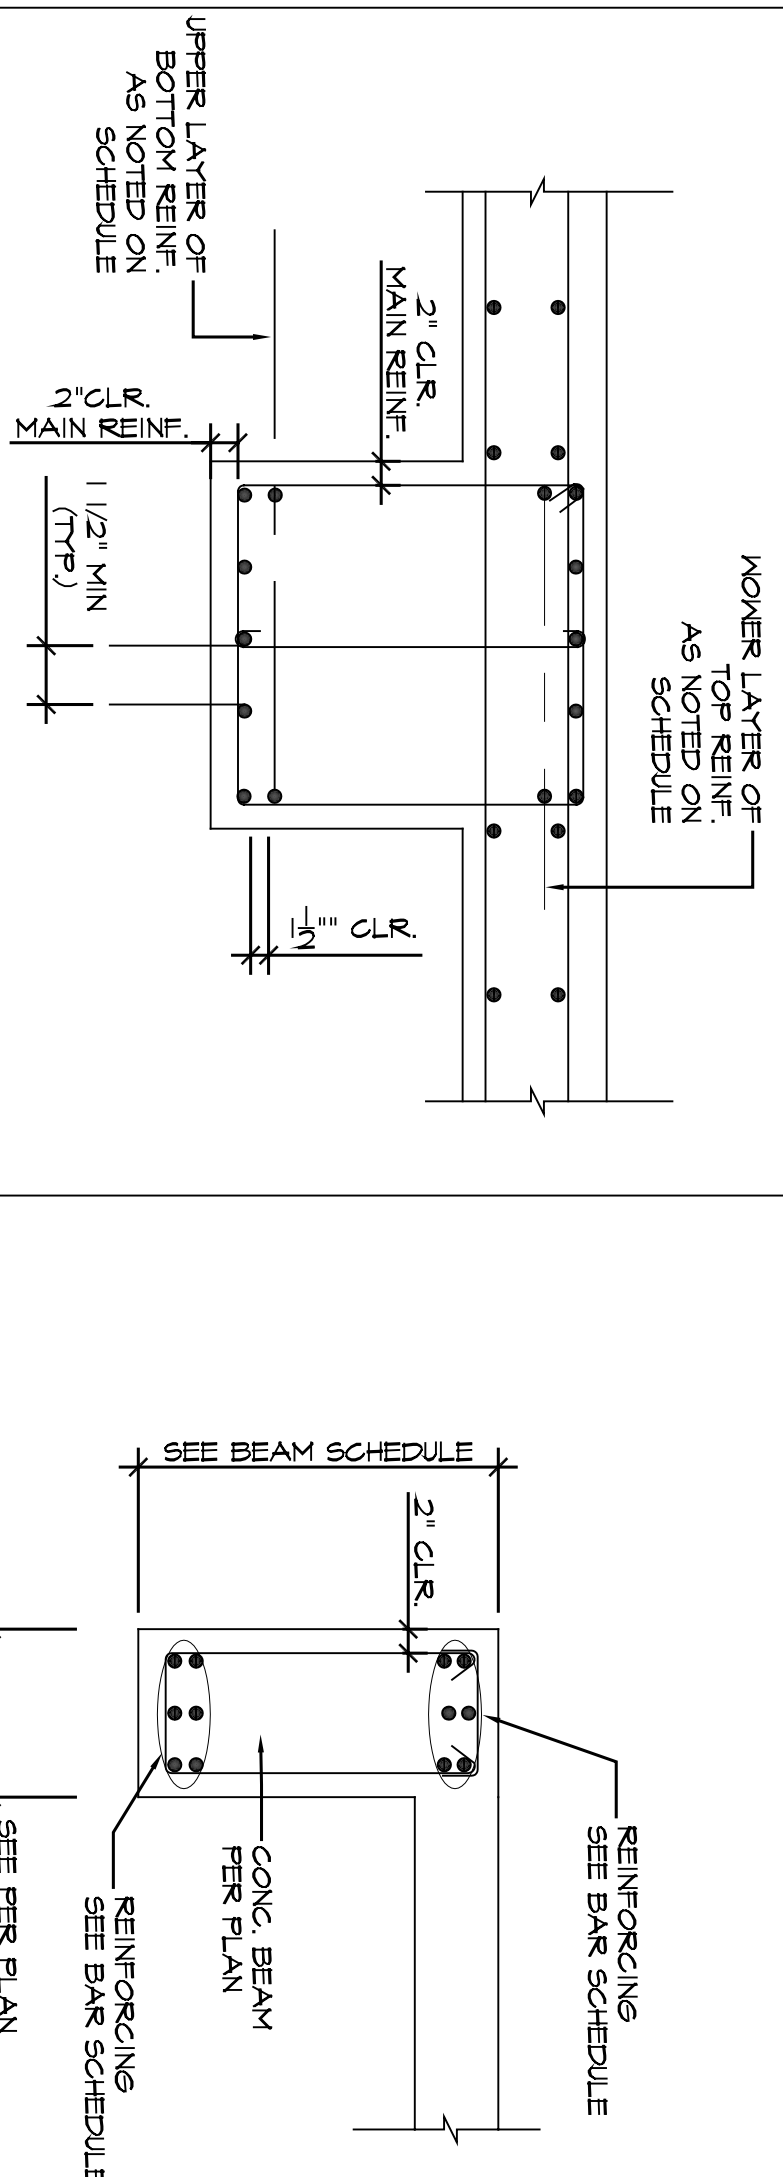 UPPER LAYER OF
BOTTOM REINF.
AS NOTED ON
SCHEDULE
2" CLR.
MAIN REINF.
2"CLR.
MAIN REINF.
1 1/2" MIN
(TYP.)
WOWER LAYER OF
TOP REINF.
AS NOTED ON
SCHEDULE
1 1/2"" CLR.
SEE BEAM SCHEDULE
2" CLR.
REINFORCING
SEE BAR SCHEDULE
CONC. BEAM
PER PLAN
REINFORCING
SEE BAR SCHEDULE
SEE PER PLAN